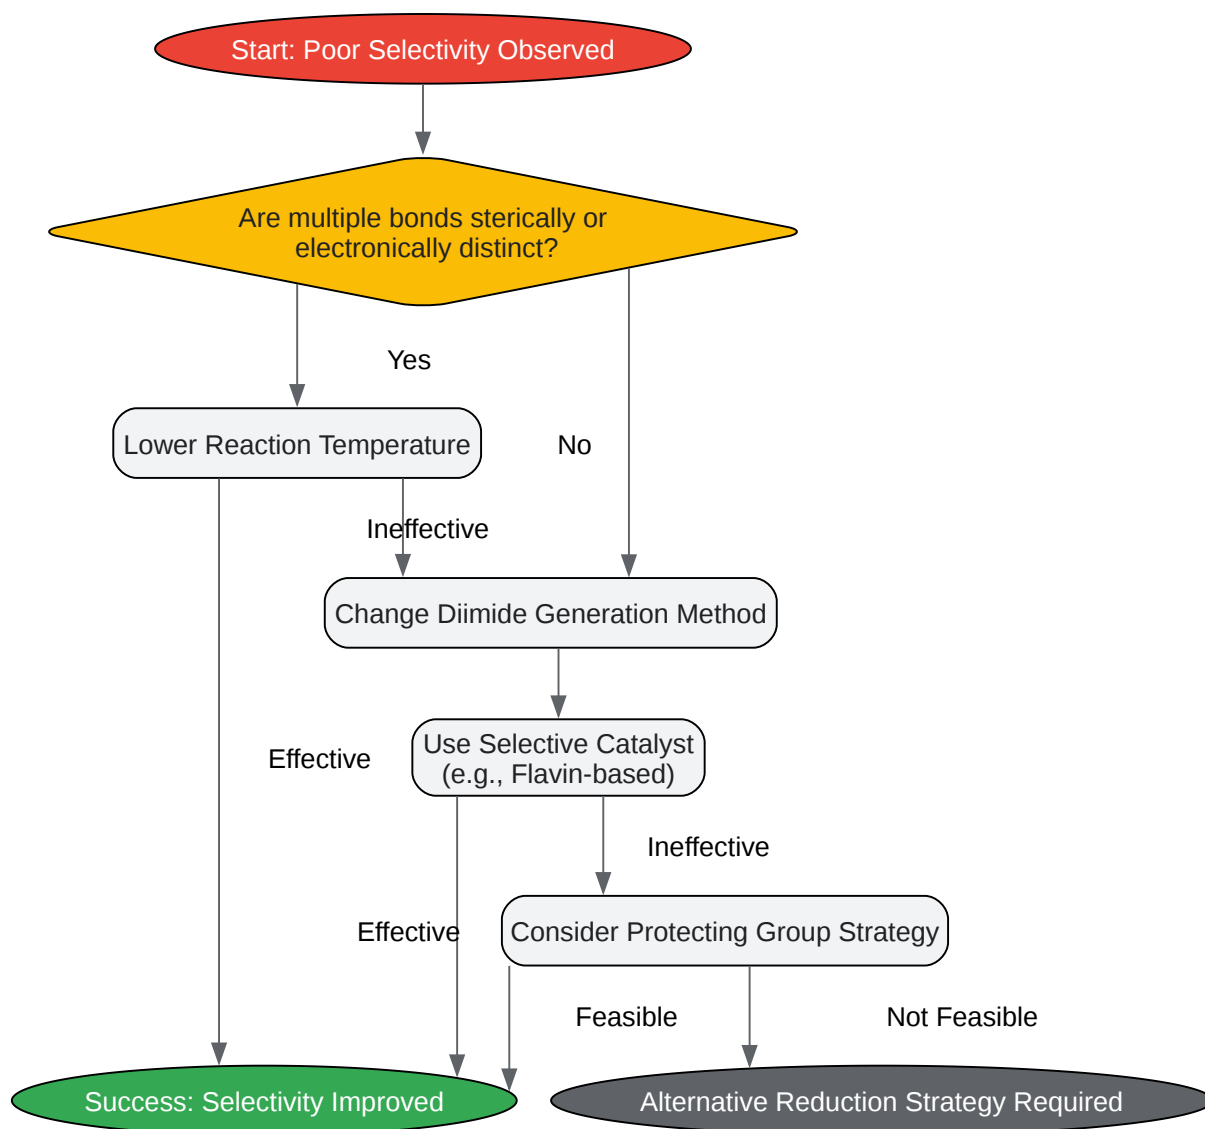 Start: Poor Selectivity Observed
Are multiple bonds sterically or
electronically distinct?
Yes
Lower Reaction Temperature
No
Ineffective
Change Diimide Generation Method
Use Selective Catalyst
(e.g., Flavin-based)
Effective
Ineffective
Effective
Consider Protecting Group Strategy
Feasible
Not Feasible
Success: Selectivity Improved
Alternative Reduction Strategy Required